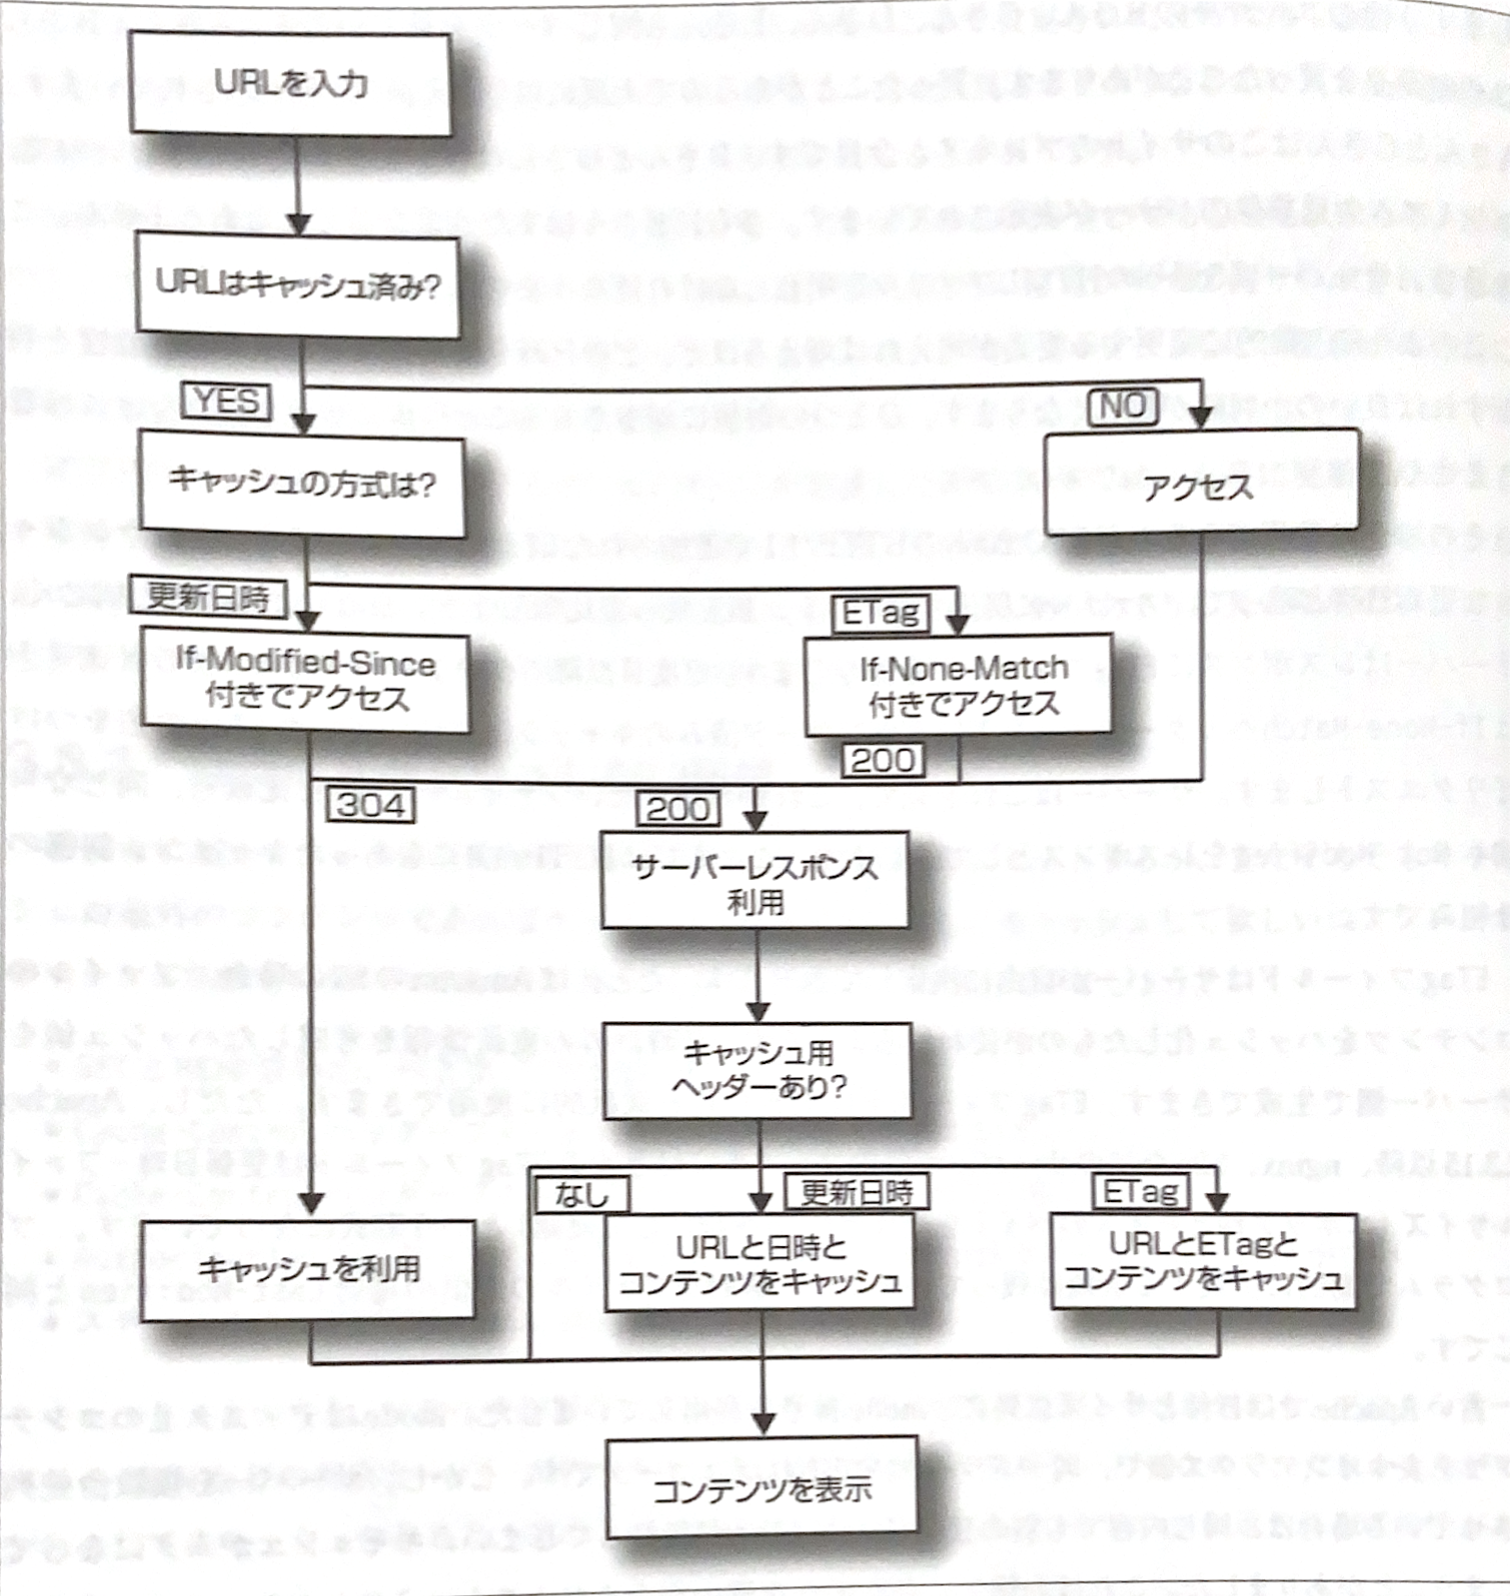 URLを入力
URLはキャッシュ済み?
YES
NO
キャッシュの方式は?
アクセス
更新日時
ETag
If-Modified-Since
付きでアクセス
If-None-Match
付きでアクセス
200
304
200
サーバーレスポンス
利用
キャッシュ用
ヘッダーあり?
なし
更新日時
ETag
キャッシュを利用
URLと日時と
コンテンツをキャッシュ
URLとETagと
コンテンツをキャッシュ
コンテンツを表示